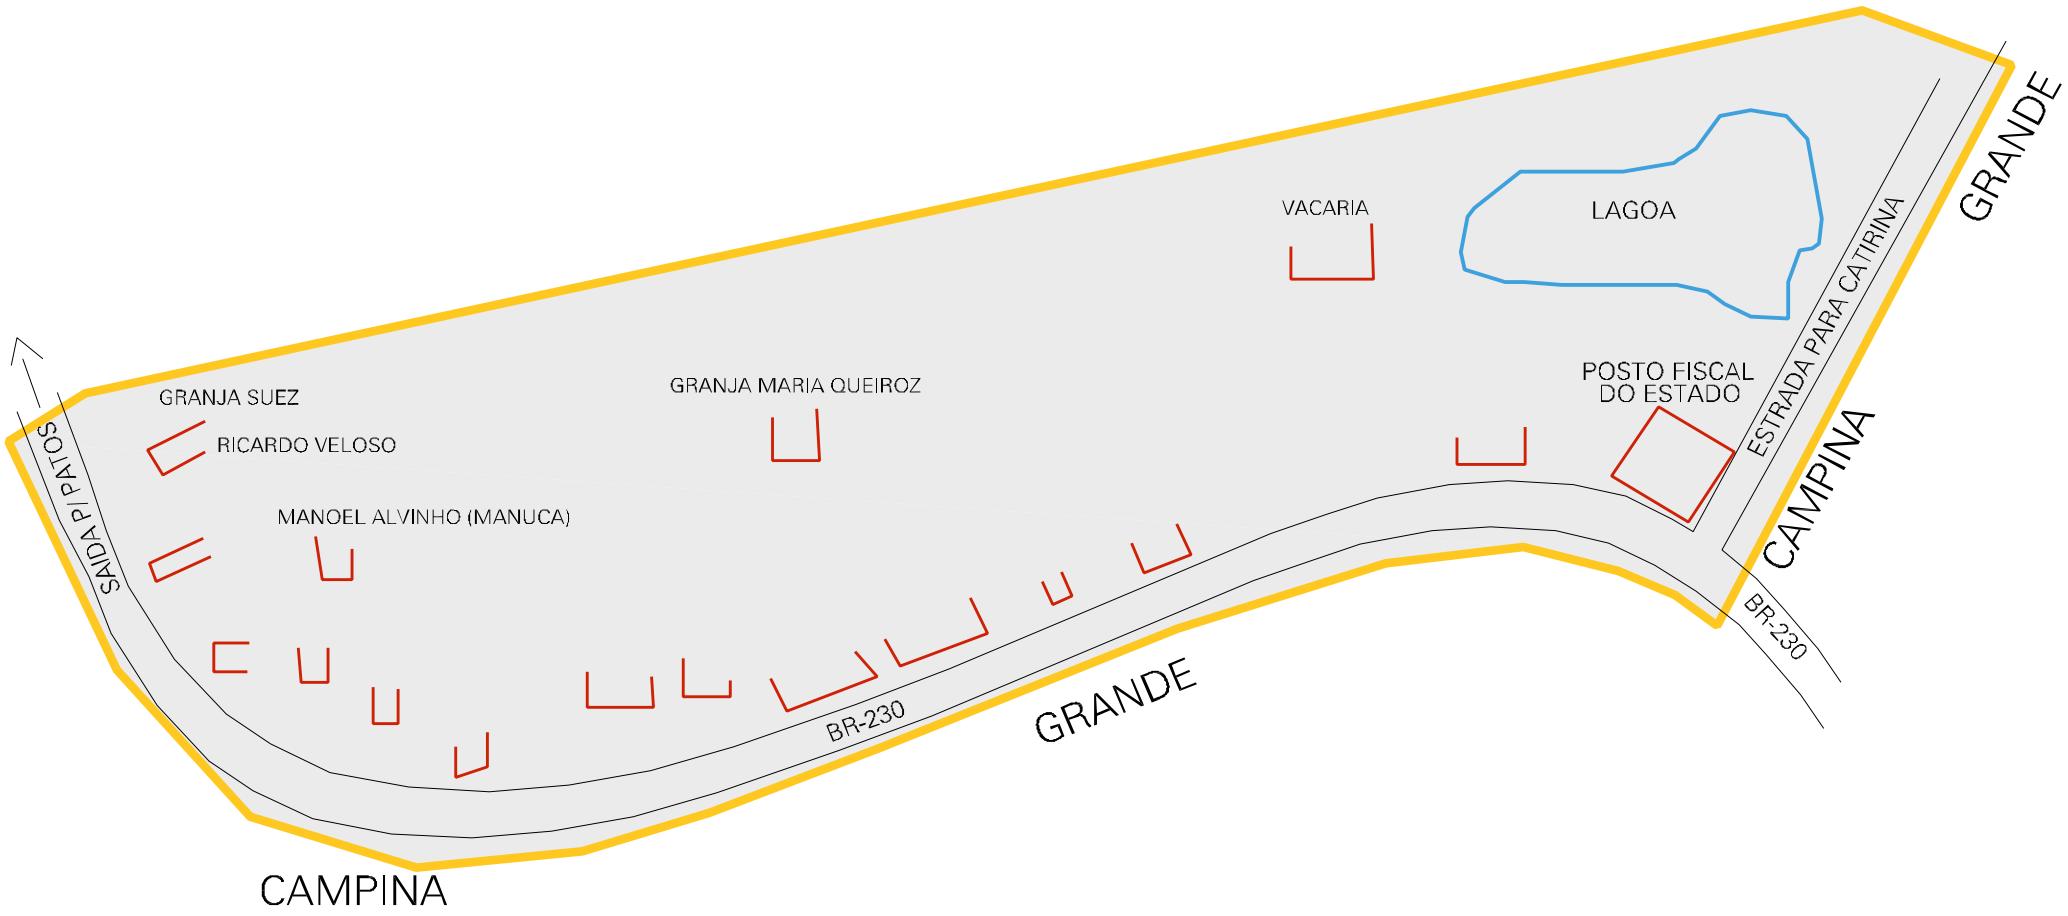 GRANDE
VACARIA
LAGOA
ESTRADA PARA CATIRINA
POSTO FISCAL
DO ESTADO
GRANJA MARIA QUEIROZ
GRANJA SUEZ
RICARDO VELOSO
SAIDA P/ PATOS
MANOEL ALVINHO (MANUCA)
CAMPINA
BR-230
BR-230
GRANDE
CAMPINA